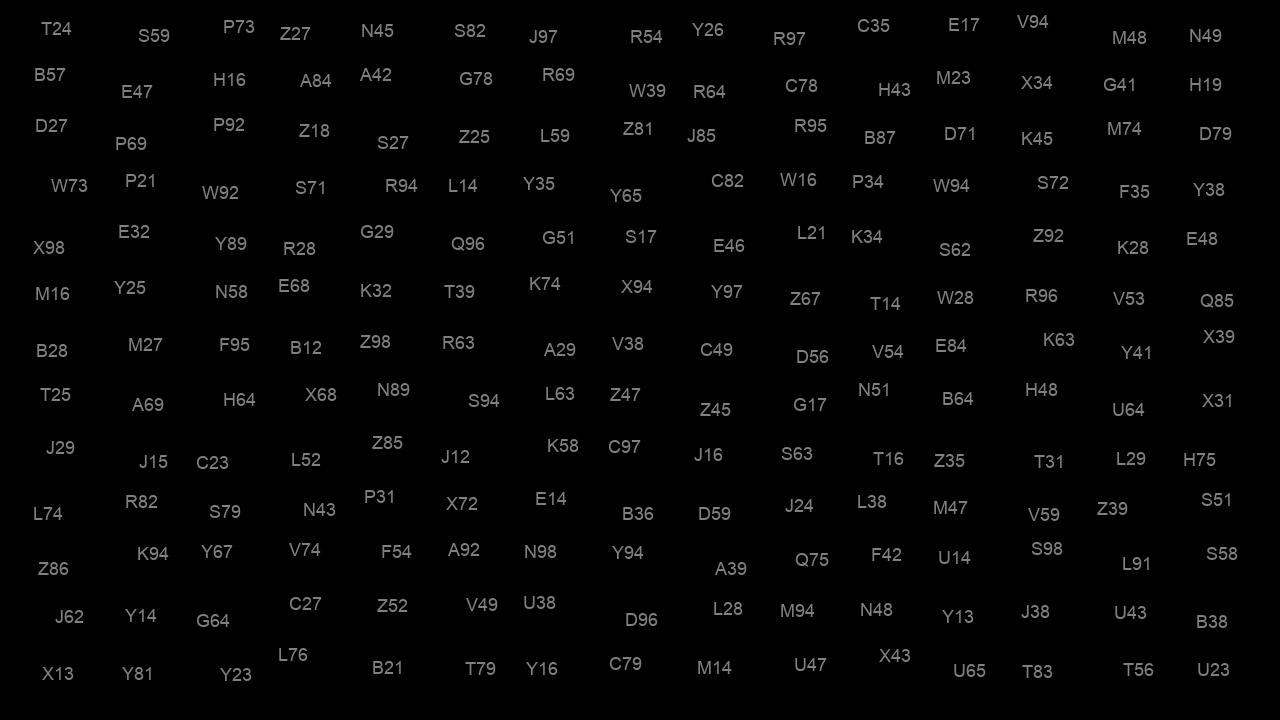 T24 S59 P73 Z27 N45 S82 J97 R54 Y26 R97 C35 E17 V94 M48 N49
B57 E47 H16 A84 A42 G78 R69 W39 R64 C78 H43 M23 X34 G41 H19
D27 P69 P92 Z18 S27 Z25 L59 Z81 J85 R95 B87 D71 K45 M74 D79
W73 P21 W92 S71 R94 L14 Y35 Y65 C82 W16 P34 W94 S72 F35 Y38
X98 E32 Y89 R28 G29 Q96 G51 S17 E46 L21 K34 S62 Z92 K28 E48
M16 Y25 N58 E68 K32 T39 K74 X94 Y97 Z67 T14 W28 R96 V53 Q85
B28 M27 F95 B12 Z98 R63 A29 V38 C49 D56 V54 E84 K63 Y41 X39
T25 A69 H64 X68 N89 S94 L63 Z47 Z45 G17 N51 B64 H48 U64 X31
J29 J15 C23 L52 Z85 J12 K58 C97 J16 S63 T16 Z35 T31 L29 H75
L74 R82 S79 N43 P31 X72 E14 B36 D59 J24 L38 M47 V59 Z39 S51
Z86 K94 Y67 V74 F54 A92 N98 Y94 A39 Q75 F42 U14 S98 L91 S58
J62 Y14 G64 C27 Z52 V49 U38 D96 L28 M94 N48 Y13 J38 U43 B38
X13 Y81 Y23 L76 B21 T79 Y16 C79 M14 U47 X43 U65 T83 T56 U23